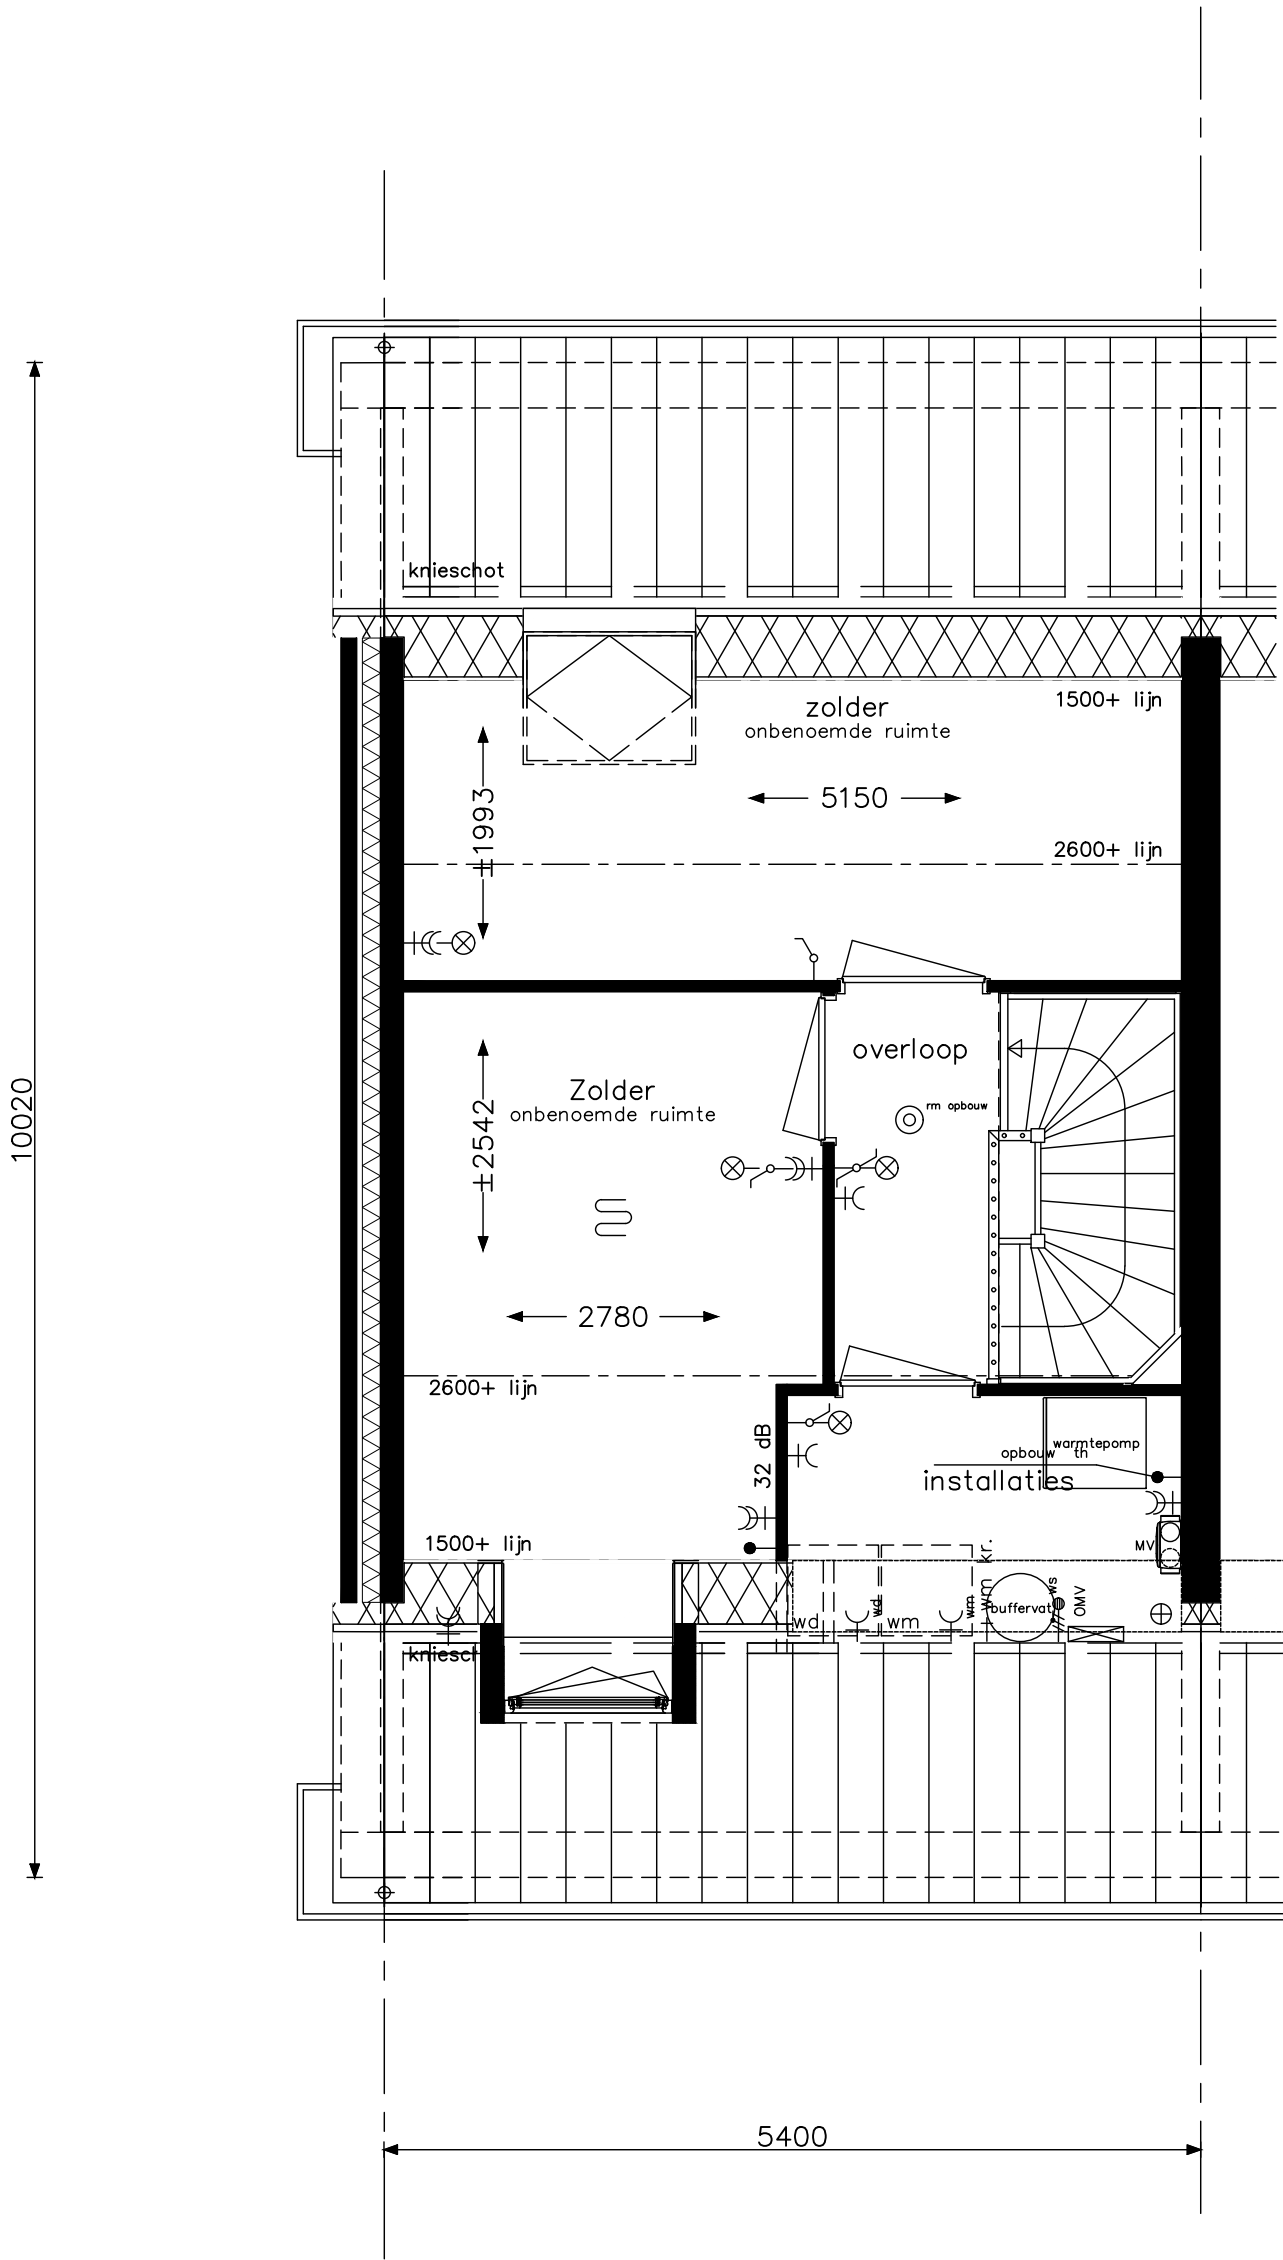 knieschot
zolder
onbenoemde ruimte
1500+ lijn
±1993
5150
2600+ lijn
10020
overloop
rm opbouw
Zolder
onbenoemde ruimte
±2542
2780
2600+ lijn
32 dB
warmtepomp
opbouw th
installaties
1500+ lijn
MV
wm kr.
wd
wd
wm
wm
buffervat
ws
OMV
kniesch
5400